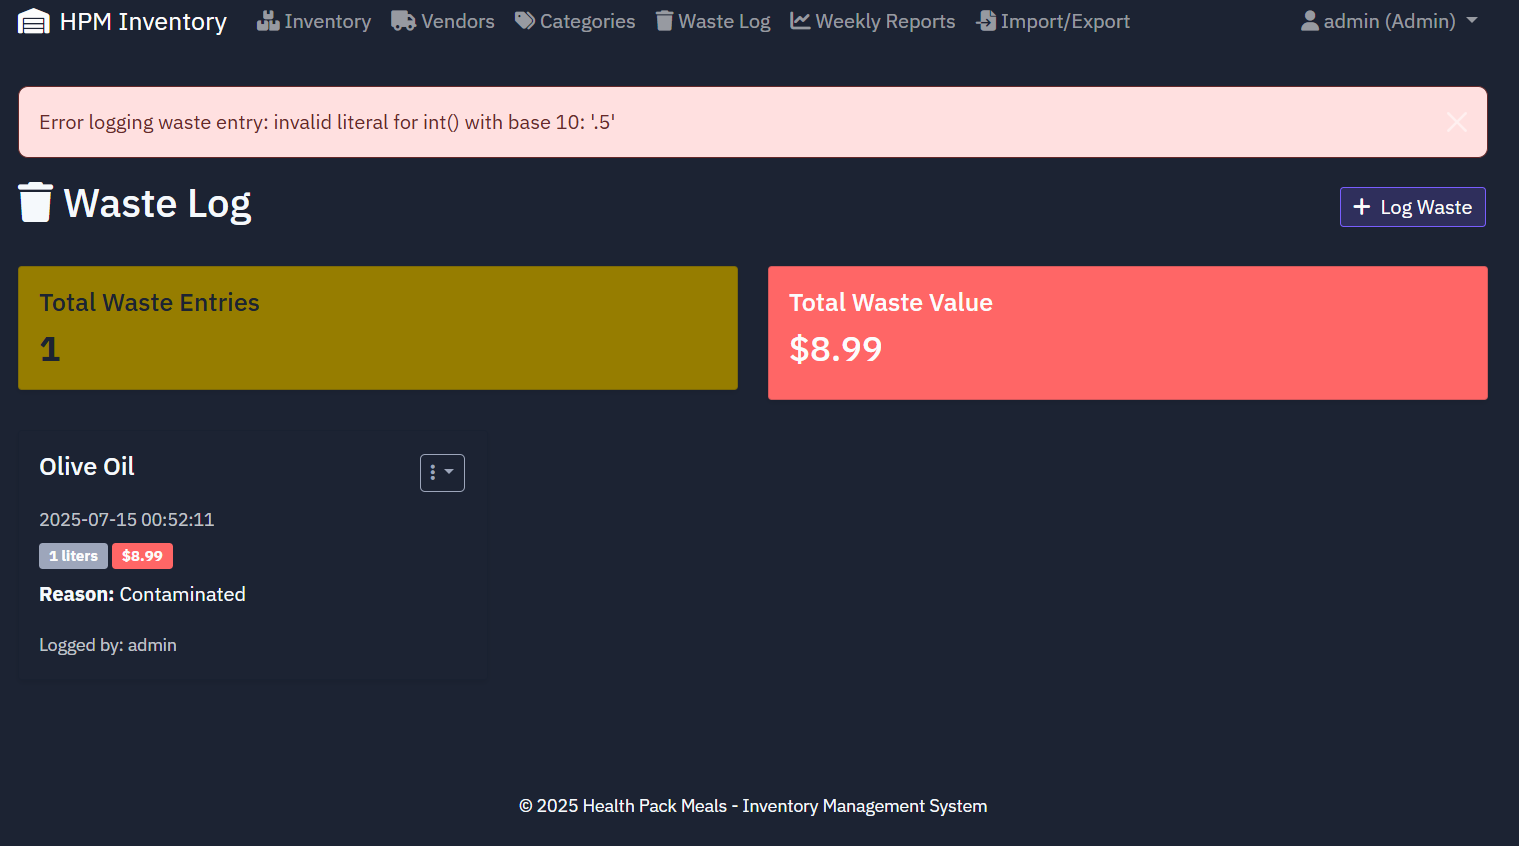 HPM Inventory Inventory Vendors Categories Waste Log Weekly Reports Import/Export admin (Admin)
Error logging waste entry: invalid literal for int() with base 10: '.5'
Waste Log
+ Log Waste
Total Waste Entries
1
Total Waste Value
$8.99
Olive Oil
2025-07-15 00:52:11
1 liters $8.99
Reason: Contaminated
Logged by: admin
© 2025 Health Pack Meals - Inventory Management System